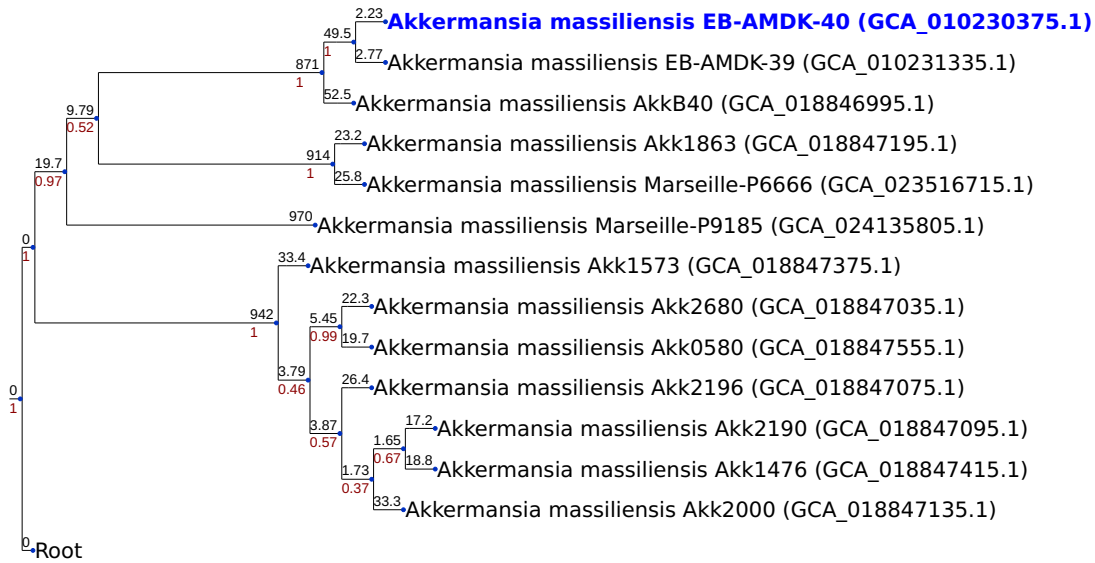 2.23
Akkermansia massiliensis EB-AMDK-40 (GCA_010230375.1)
49.5
1
2.77
Akkermansia massiliensis EB-AMDK-39 (GCA_010231335.1)
871
1
52.5
Akkermansia massiliensis AkkB40 (GCA_018846995.1)
9.79
0.52
23.2
Akkermansia massiliensis Akk1863 (GCA_018847195.1)
914
1
25.8
Akkermansia massiliensis Marseille-P6666 (GCA_023516715.1)
19.7
0.97
970
Akkermansia massiliensis Marseille-P9185 (GCA_024135805.1)
0
1
33.4
Akkermansia massiliensis Akk1573 (GCA_018847375.1)
942
1
22.3
Akkermansia massiliensis Akk2680 (GCA_018847035.1)
5.45
0.99
19.7
Akkermansia massiliensis Akk0580 (GCA_018847555.1)
3.79
0.46
26.4
Akkermansia massiliensis Akk2196 (GCA_018847075.1)
3.87
0.57
17.2
Akkermansia massiliensis Akk2190 (GCA_018847095.1)
1.65
0.67
18.8
Akkermansia massiliensis Akk1476 (GCA_018847415.1)
1.73
0.37
33.3
Akkermansia massiliensis Akk2000 (GCA_018847135.1)
0
1
0
Root